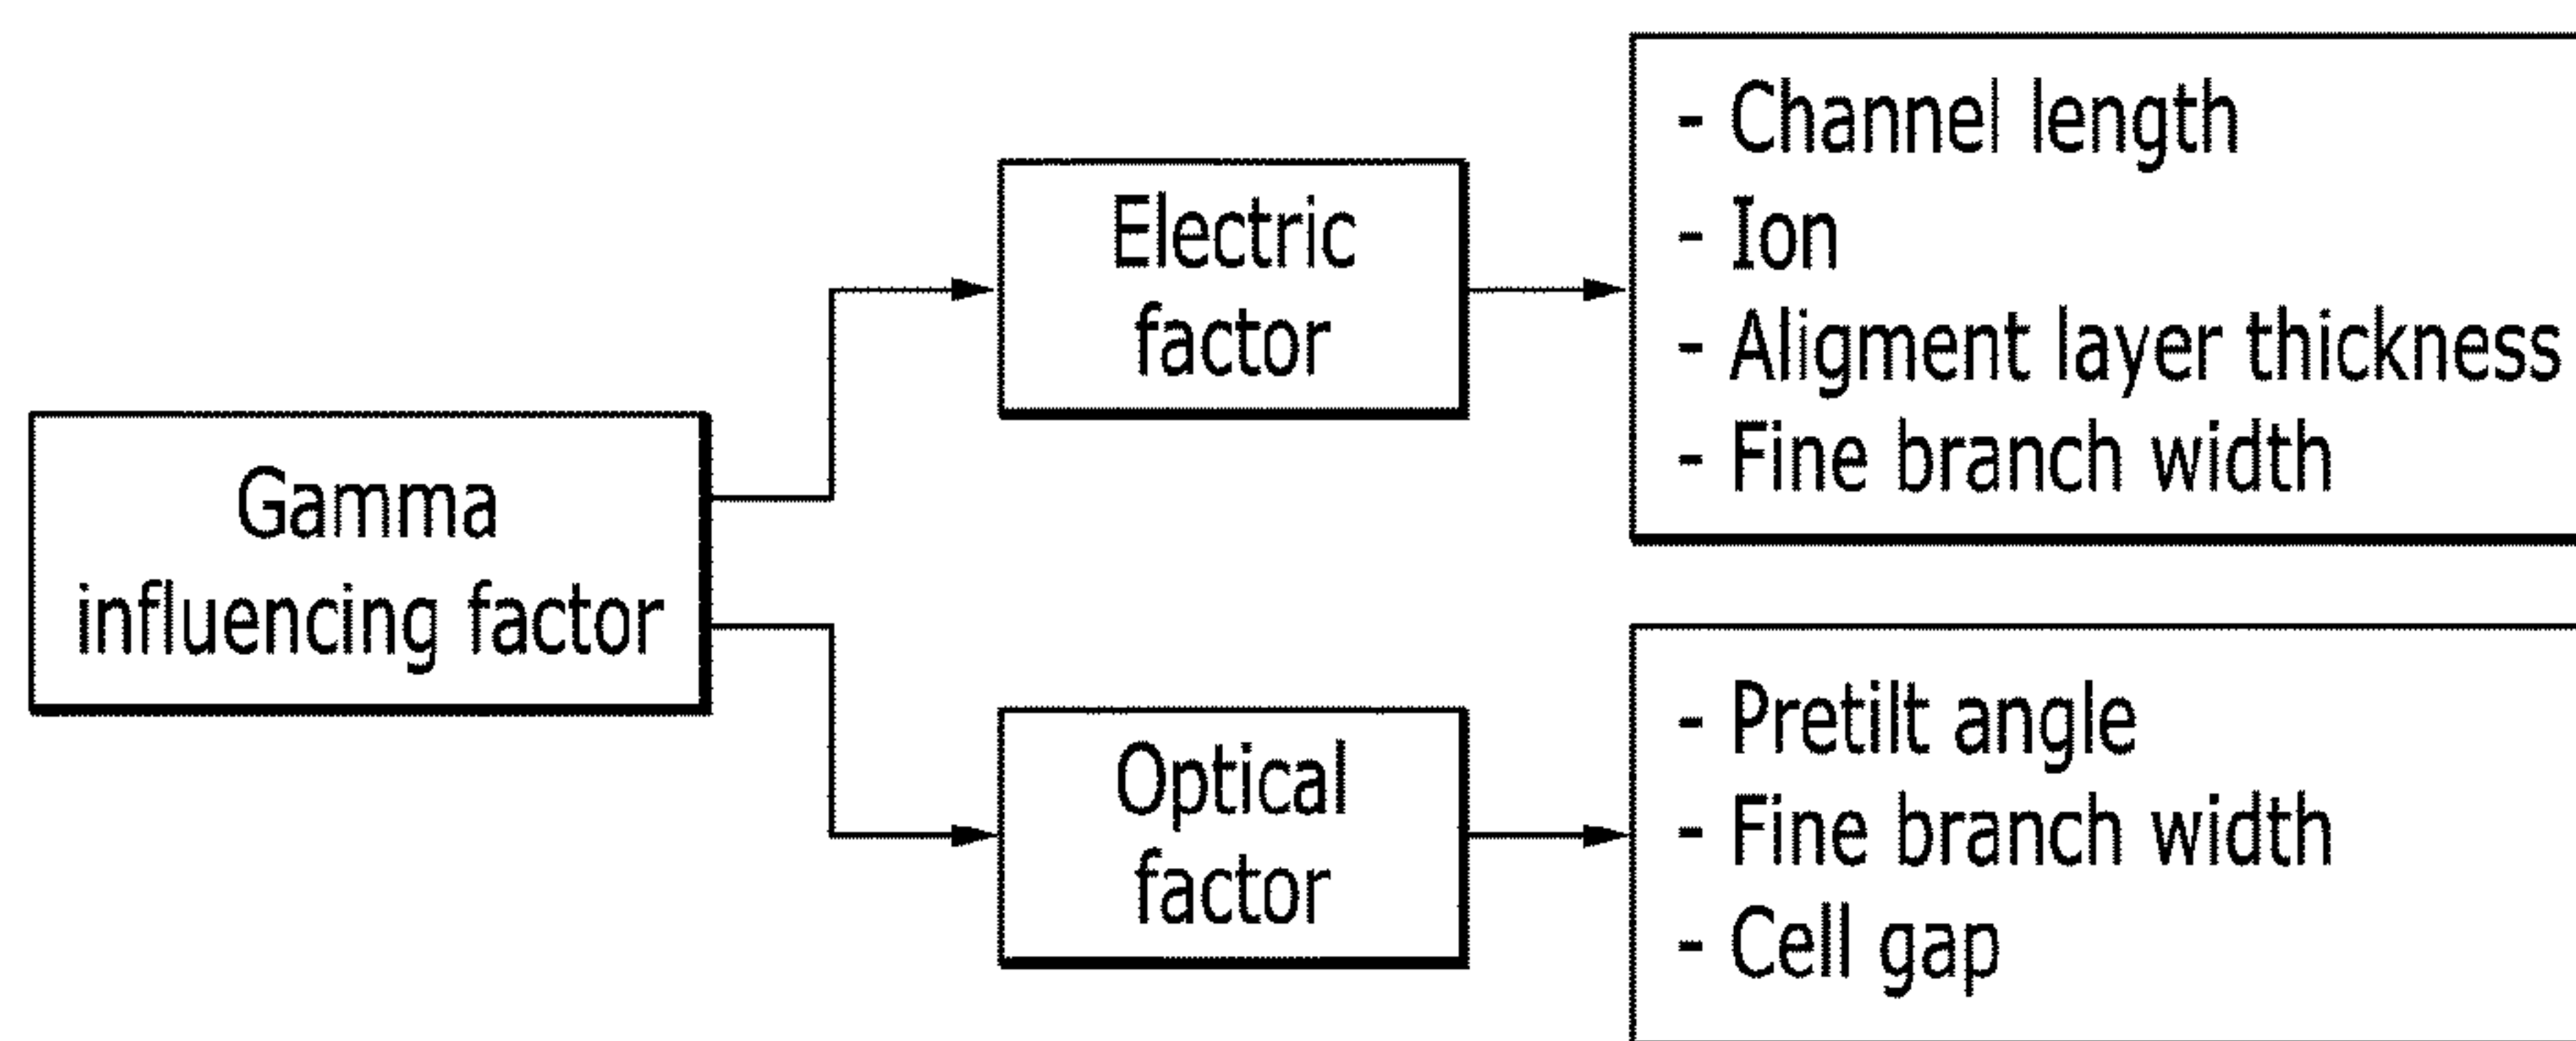 Gamma
influencing factor
Electric
factor
- Channel length
- Ion
- Aligment layer thickness
- Fine branch width
Optical
factor
- Pretilt angle
- Fine branch width
- Cell gap